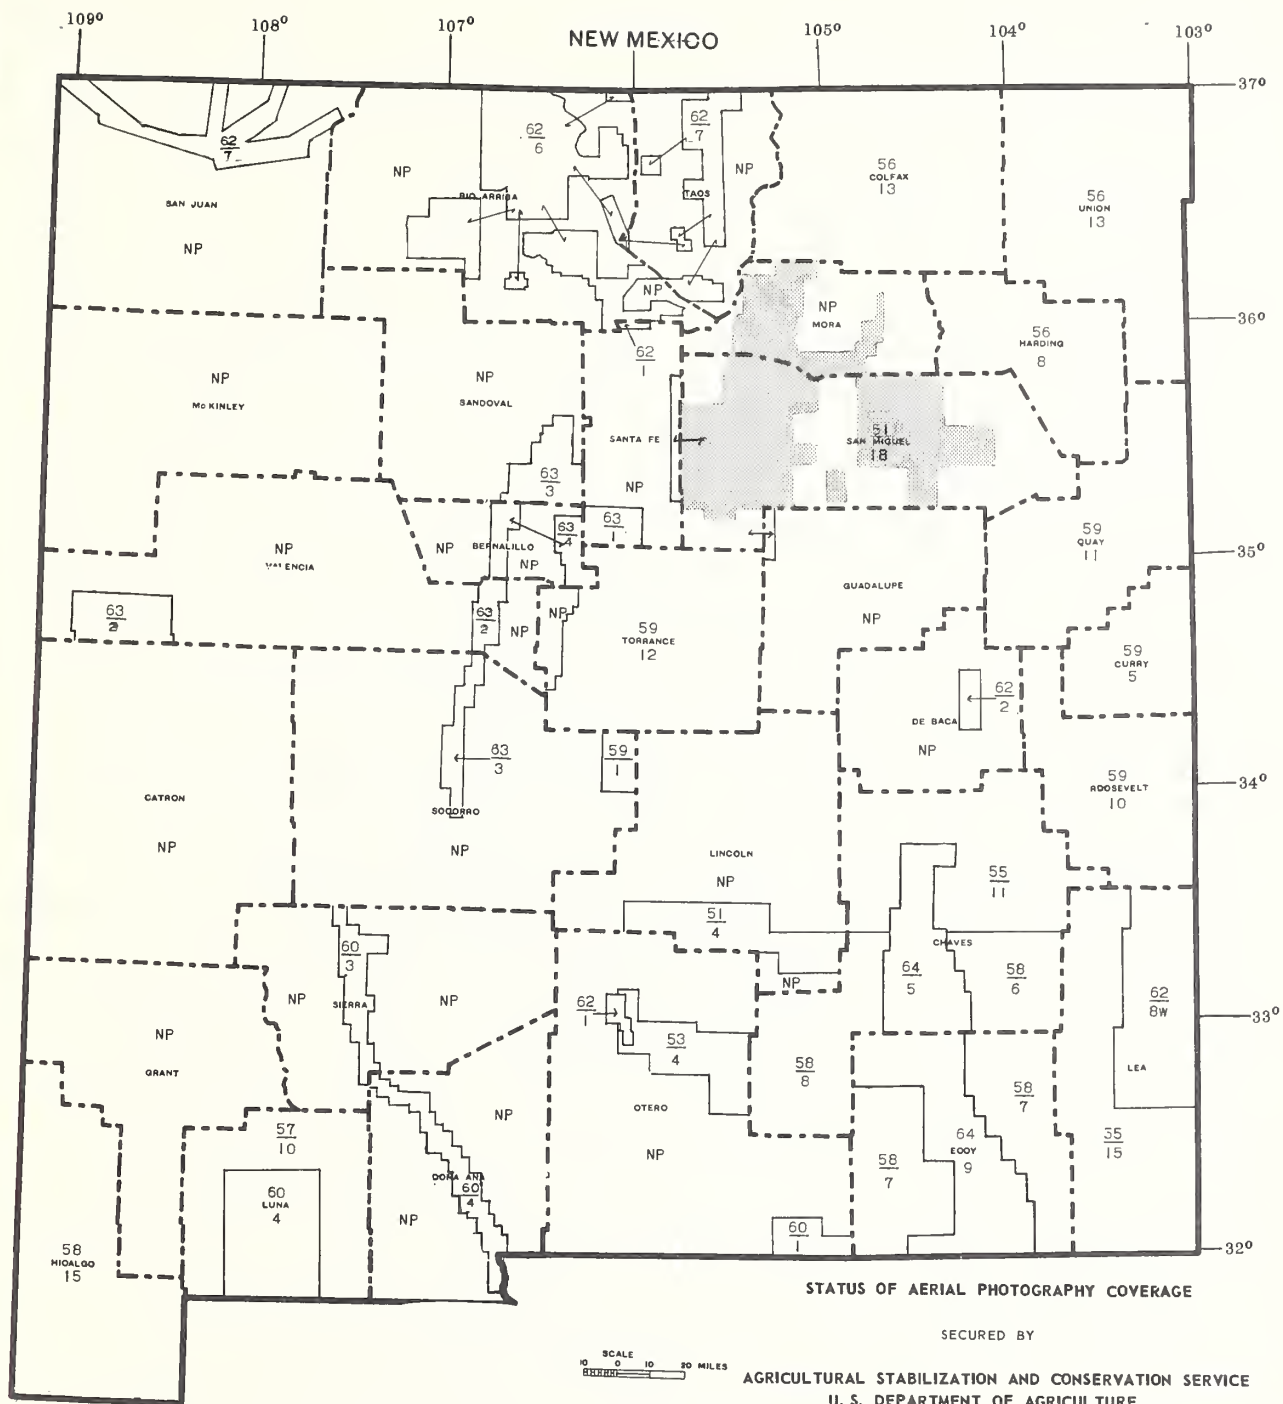 109° 108° 107° 105° 104° 103°
NEW MEXICO
37°
62
7
62
6
62
7
NP
RIO ARRIBA
TAOS
NP
56
COLFAX
13
56
UNION
13
SAN JUAN
NP
NP
NP
MORA
36°
56
HARDING
8
62
1
NP
McKINLEY
NP
SANDOVAL
SANTA FE
NP
51
SAN MIGUEL
18
63
3
63
4
63
1
NP
BERNALILLO
NP
59
QUAY
11
35°
NP
VALENCIA
GUADALUPE
NP
63
2
63
2
NP
NP
59
TORRANCE
12
59
CURRY
5
62
2
DE BACA
NP
63
3
59
1
34°
59
ROOSEVELT
10
CATRON
NP
SOCORRO
NP
LINCOLN
NP
55
11
51
4
CHAVES
60
3
NP
SIERRA
NP
64
5
58
6
NP
62
8W
62
1
33°
NP
GRANT
53
4
58
8
LEA
OTERO
NP
58
7
57
10
NP
64
EDDY
9
35
15
58
7
DONA ANA
60
4
60
LUNA
4
NP
60
1
32°
58
HIDALGO
15
STATUS OF AERIAL PHOTOGRAPHY COVERAGE
SECURED BY
SCALE
10 0 10 20 MILES
AGRICULTURAL STABILIZATION AND CONSERVATION SERVICE
U. S. DEPARTMENT OF AGRICULTURE